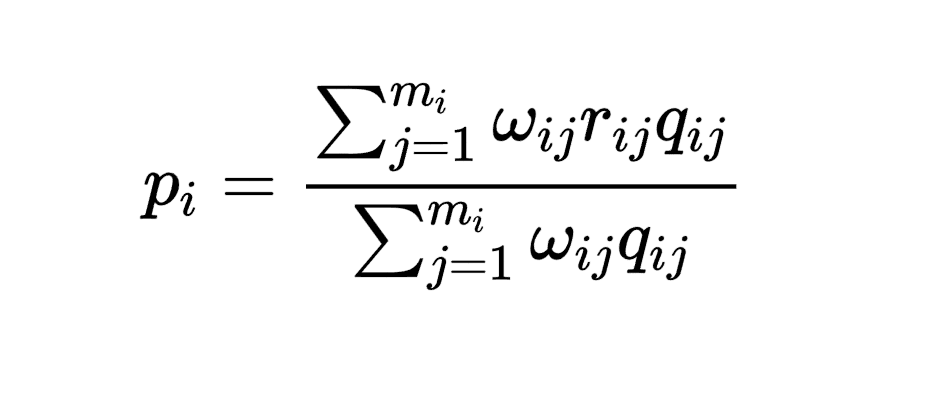 p_i = \frac{\sum_{j=1}^{m_i} \omega_{ij} r_{ij} q_{ij}}{\sum_{j=1}^{m_i} \omega_{ij} q_{ij}}